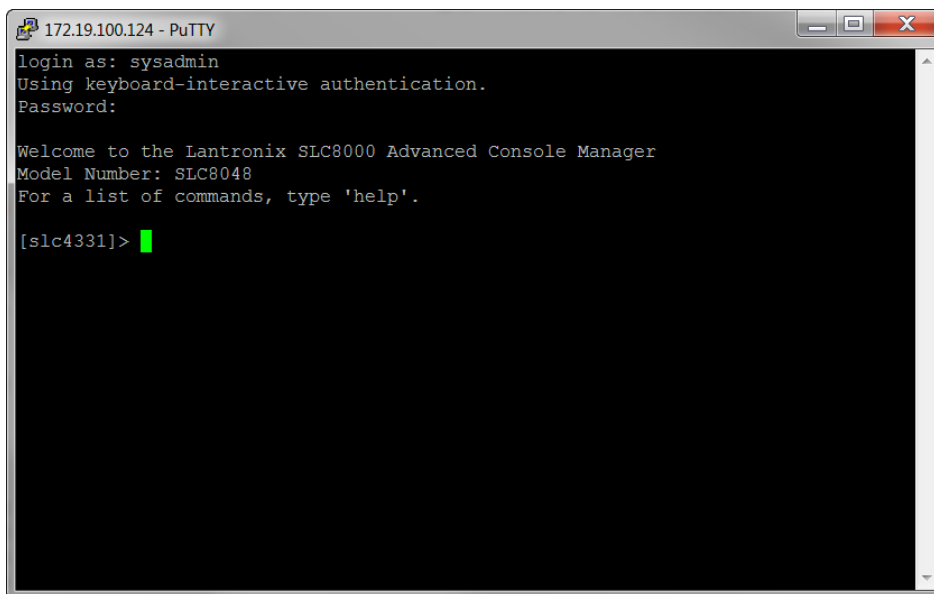 172.19.100.124 - PuTTY
login as: sysadmin
Using keyboard-interactive authentication.
Password:
Welcome to the Lantronix SLC8000 Advanced Console Manager
Model Number: SLC8048
For a list of commands, type 'help'.
[slc4331]>